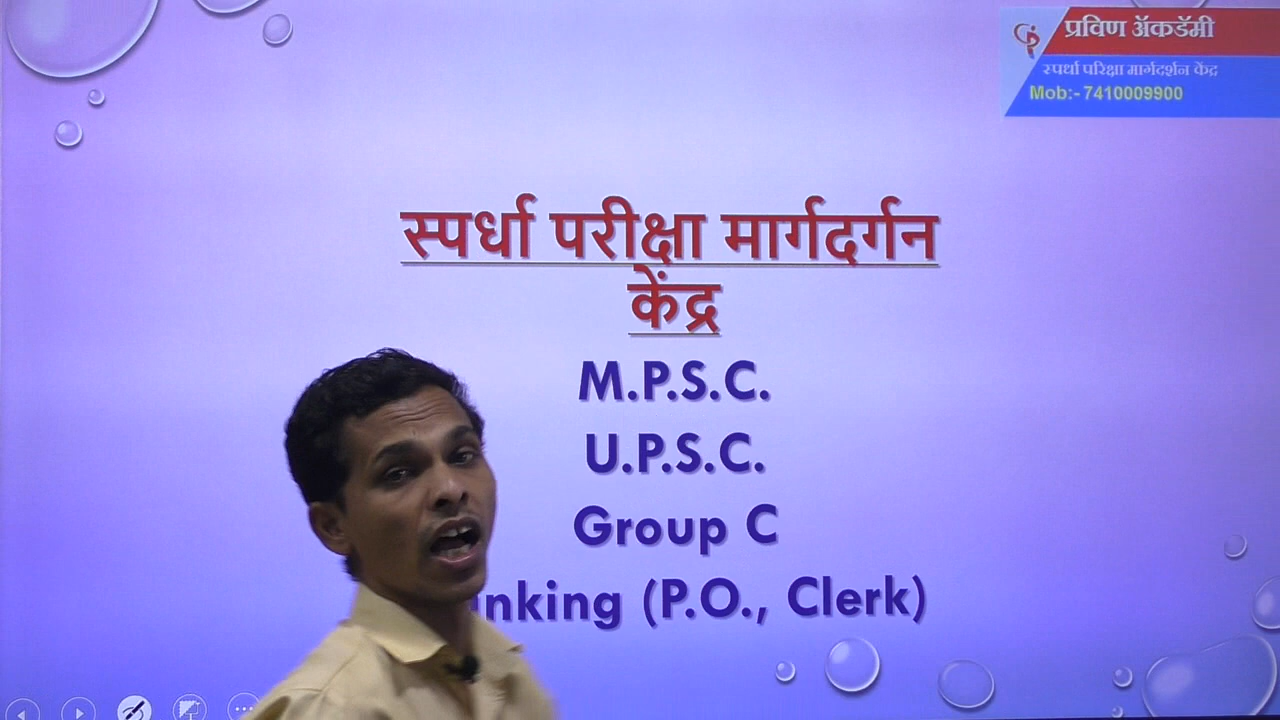 प्रविण ॲकडॅमी
स्पर्धा परिक्षा मार्गदर्शन केंद्र
Mob:- 7410009900
स्पर्धा परीक्षा मार्गदर्गन
केंद्र
M.P.S.C.
U.P.S.C.
Group C
nking (P.O., Clerk)